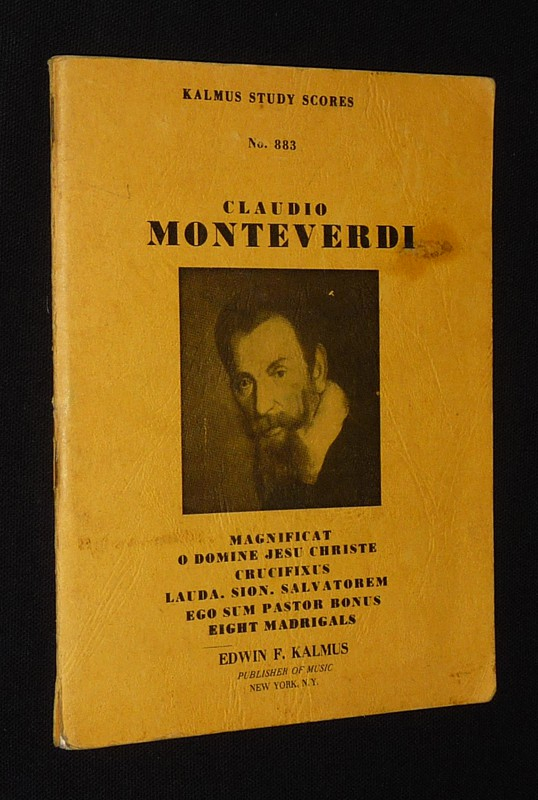 KALMUS STUDY SCORES
No. 883
CLAUDIO
MONTEVERDI
MAGNIFICAT
O DOMINE JESU CHRISTE
CRUCIFIXUS
LAUDA. SION. SALVATOREM
EGO SUM PASTOR BONUS
EIGHT MADRIGALS
EDWIN F. KALMUS
PUBLISHER OF MUSIC
NEW YORK, N.Y.